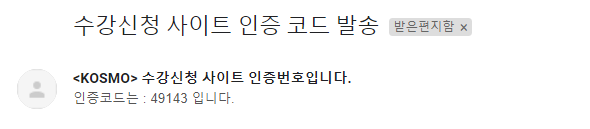 수강신청 사이트 인증 코드 발송 받은편지함 ×
<KOSMO> 수강신청 사이트 인증번호입니다.
인증코드는 : 49143 입니다.